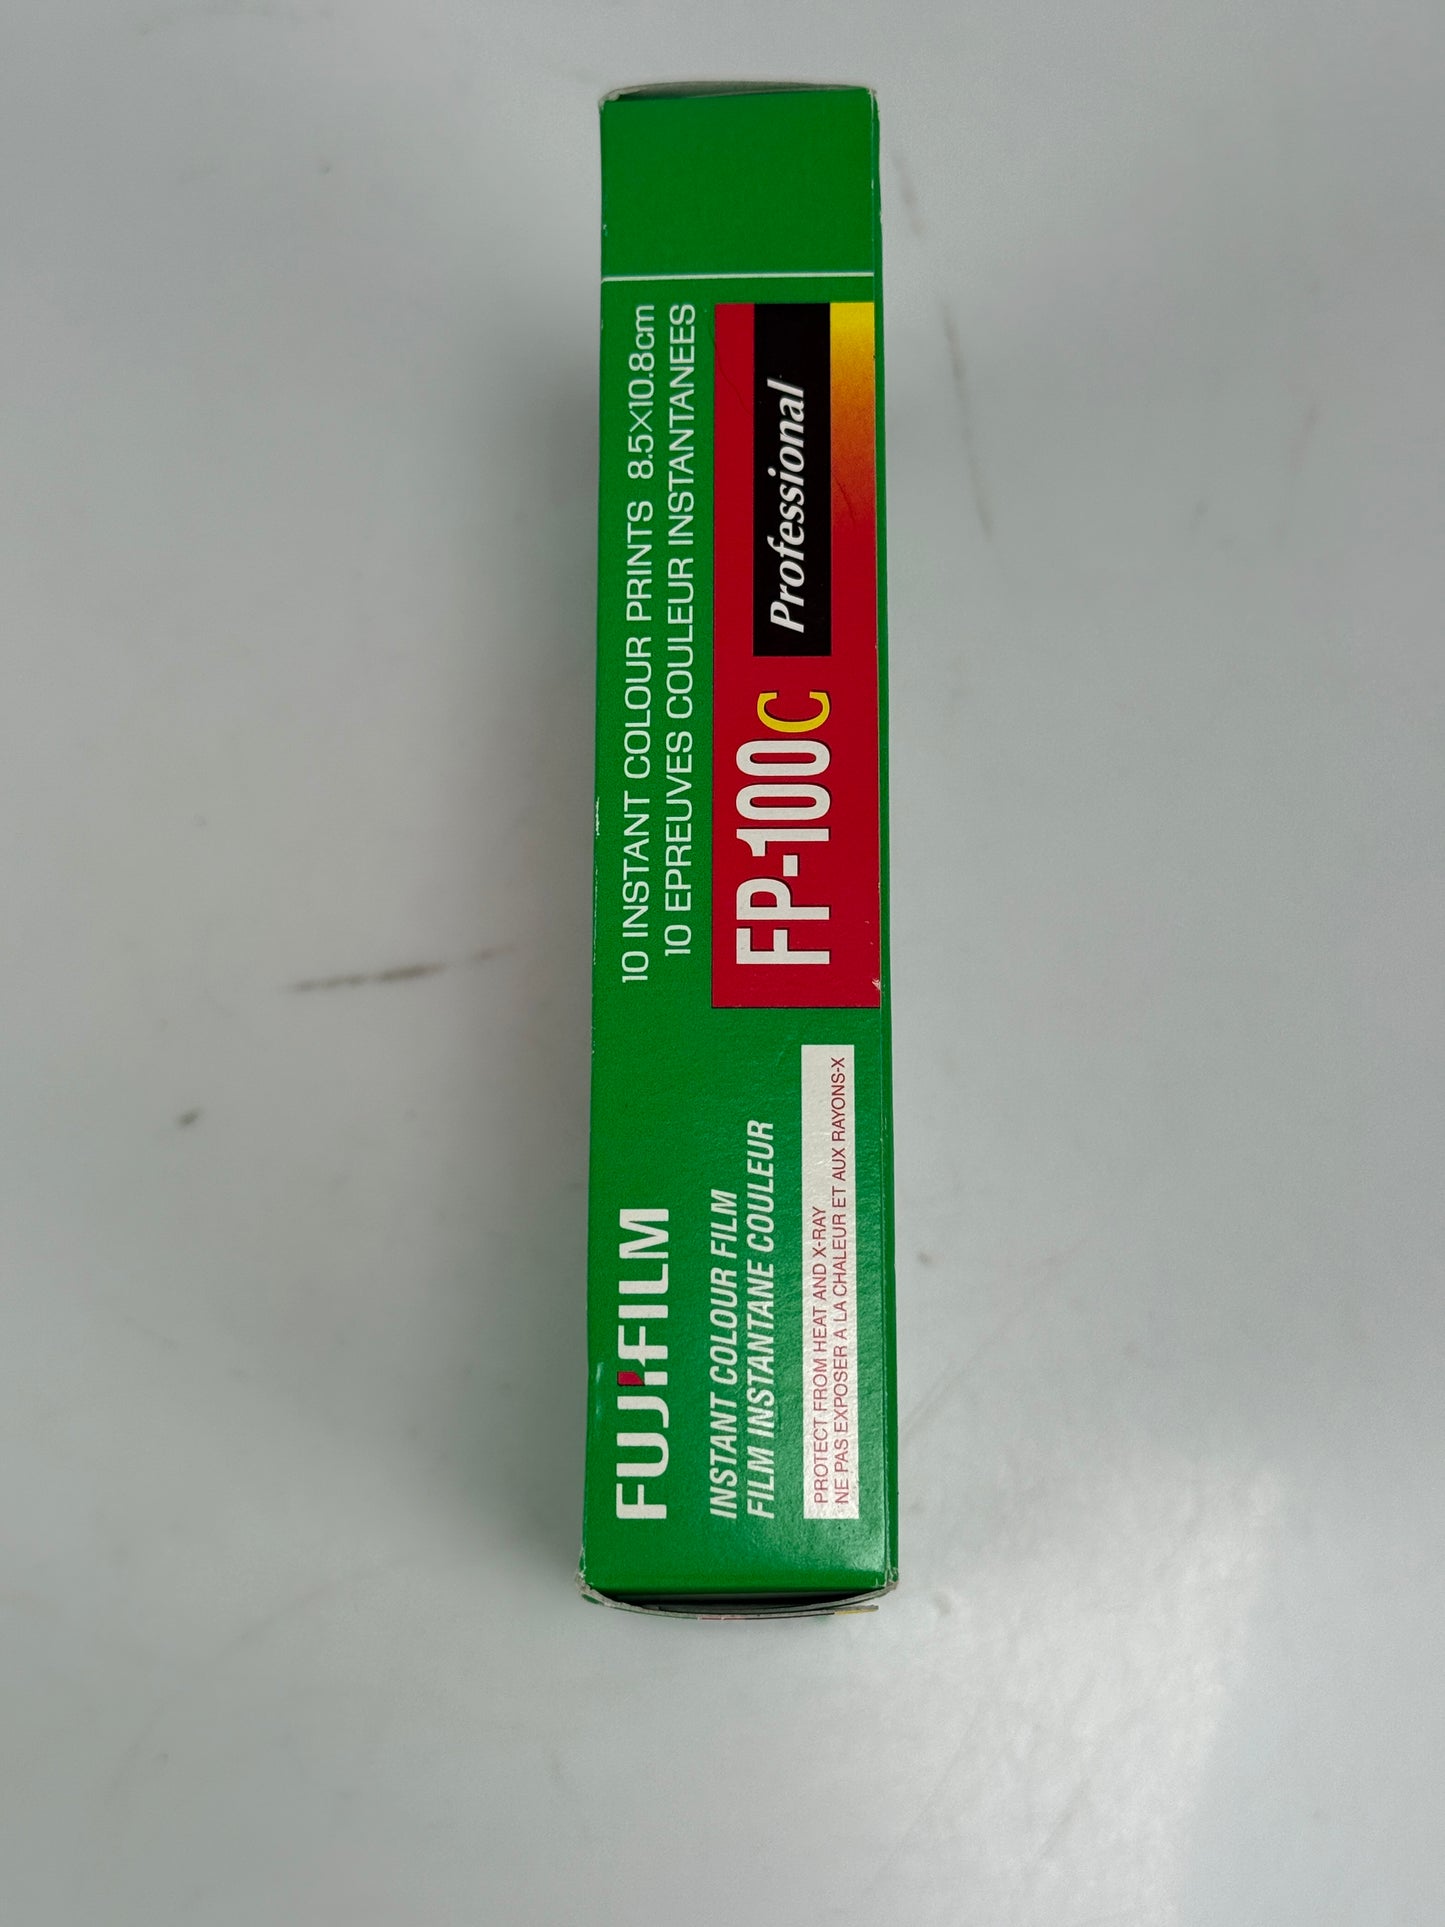 FUJIFILM
INSTANT COLOUR FILM
FILM INSTANTANE COULEUR
PROTECT FROM HEAT AND X-RAY
NE PAS EXPOSER A LA CHALEUR ET AUX RAYONS-X
10 INSTANT COLOUR PRINTS 8.5×10.8cm
10 EPREUVES COULEUR INSTANTANEES
FP-100C Professional